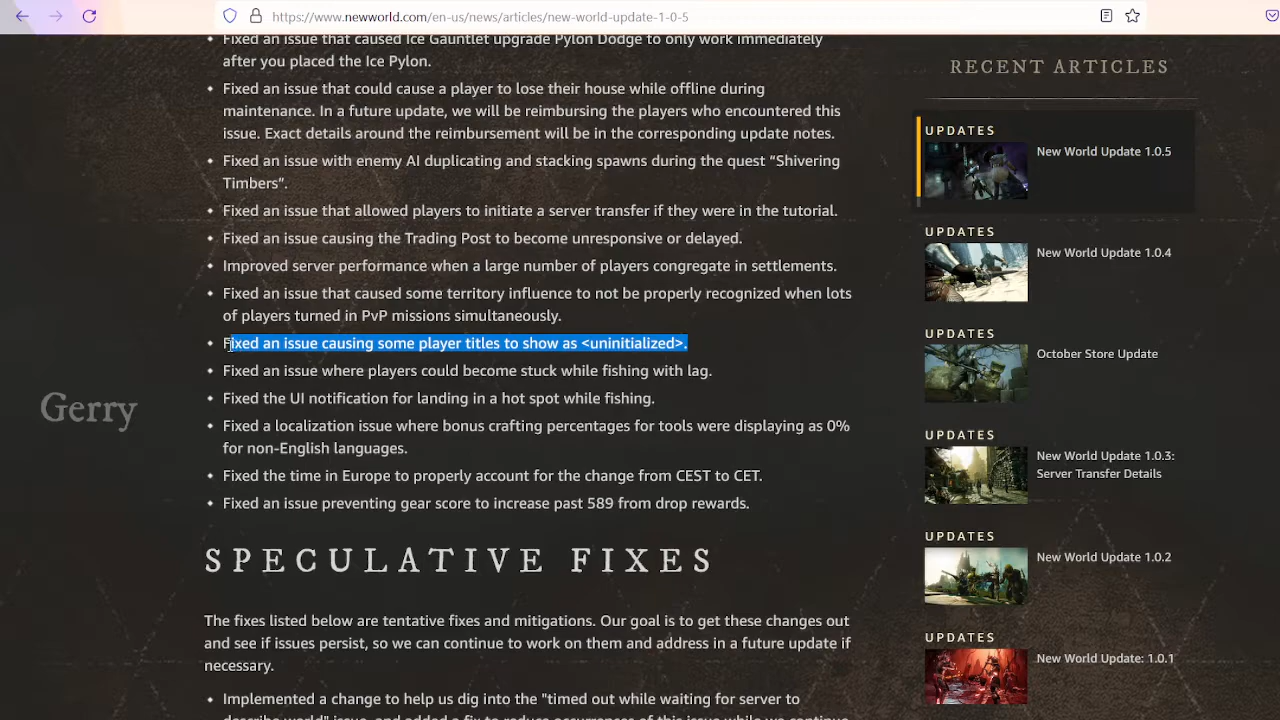 https://www.newworld.com/en-us/news/articles/new-world-update-1-0-5
Fixed an issue that caused Ice Gauntlet upgrade Pylon Dodge to only work immediately
after you placed the Ice Pylon.
Fixed an issue that could cause a player to lose their house while offline during
maintenance. In a future update, we will be reimbursing the players who encountered this
issue. Exact details around the reimbursement will be in the corresponding update notes.
Fixed an issue with enemy AI duplicating and stacking spawns during the quest “Shivering
Timbers”.
Fixed an issue that allowed players to initiate a server transfer if they were in the tutorial.
Fixed an issue causing the Trading Post to become unresponsive or delayed.
Improved server performance when a large number of players congregate in settlements.
Fixed an issue that caused some territory influence to not be properly recognized when lots
of players turned in PvP missions simultaneously.
Fixed an issue causing some player titles to show as <uninitialized>.
Fixed an issue where players could become stuck while fishing with lag.
Fixed the UI notification for landing in a hot spot while fishing.
Fixed a localization issue where bonus crafting percentages for tools were displaying as 0%
for non-English languages.
Fixed the time in Europe to properly account for the change from CEST to CET.
Fixed an issue preventing gear score to increase past 589 from drop rewards.
SPECULATIVE FIXES
The fixes listed below are tentative fixes and mitigations. Our goal is to get these changes out
and see if issues persist, so we can continue to work on them and address in a future update if
necessary.
Implemented a change to help us dig into the "timed out while waiting for server to
describe world" issue, and added a fix to reduce occurrences of this issue while we continue
Gerry
RECENT ARTICLES
UPDATES
New World Update 1.0.5
UPDATES
New World Update 1.0.4
UPDATES
October Store Update
UPDATES
New World Update 1.0.3:
Server Transfer Details
UPDATES
New World Update 1.0.2
UPDATES
New World Update: 1.0.1